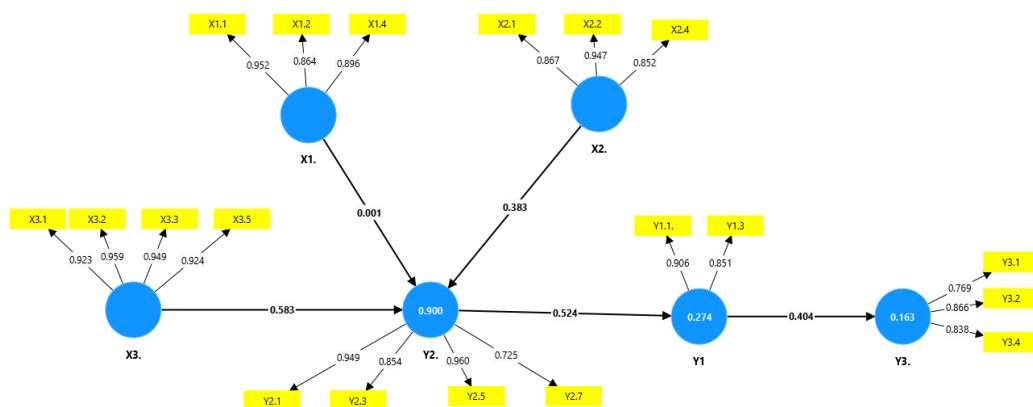 X1.1 X1.2 X1.4
0.952 0.864 0.896
X1.
X2.1 X2.2 X2.4
0.867 0.947 0.852
X2.
0.001
0.383
X3.1 X3.2 X3.3 X3.5
0.923 0.959 0.949 0.924
X3.
0.583
0.900
Y2.
0.949 0.854 0.960 0.725
Y2.1 Y2.3 Y2.5 Y2.7
0.524
Y1.1. Y1.3
0.906 0.851
0.274
Y1
0.404
0.163
Y3.
0.769 Y3.1
0.866 Y3.2
0.838 Y3.4